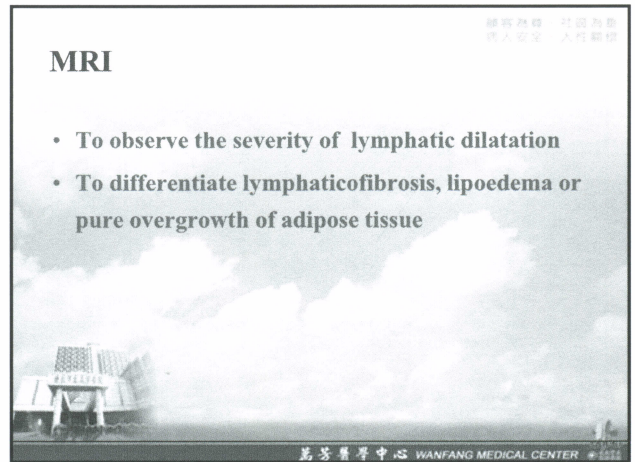 MRI
• To observe the severity of lymphatic dilatation
• To differentiate lymphaticofibrosis, lipoedema or
pure overgrowth of adipose tissue
萬芳醫學中心 WANFANG MEDICAL CENTER